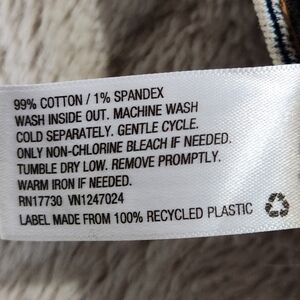 99% COTTON / 1% SPANDEX
WASH INSIDE OUT. MACHINE WASH
COLD SEPARATELY. GENTLE CYCLE.
ONLY NON-CHLORINE BLEACH IF NEEDED.
TUMBLE DRY LOW. REMOVE PROMPTLY.
WARM IRON IF NEEDED.
RN17730 VN1247024
LABEL MADE FROM 100% RECYCLED PLASTIC